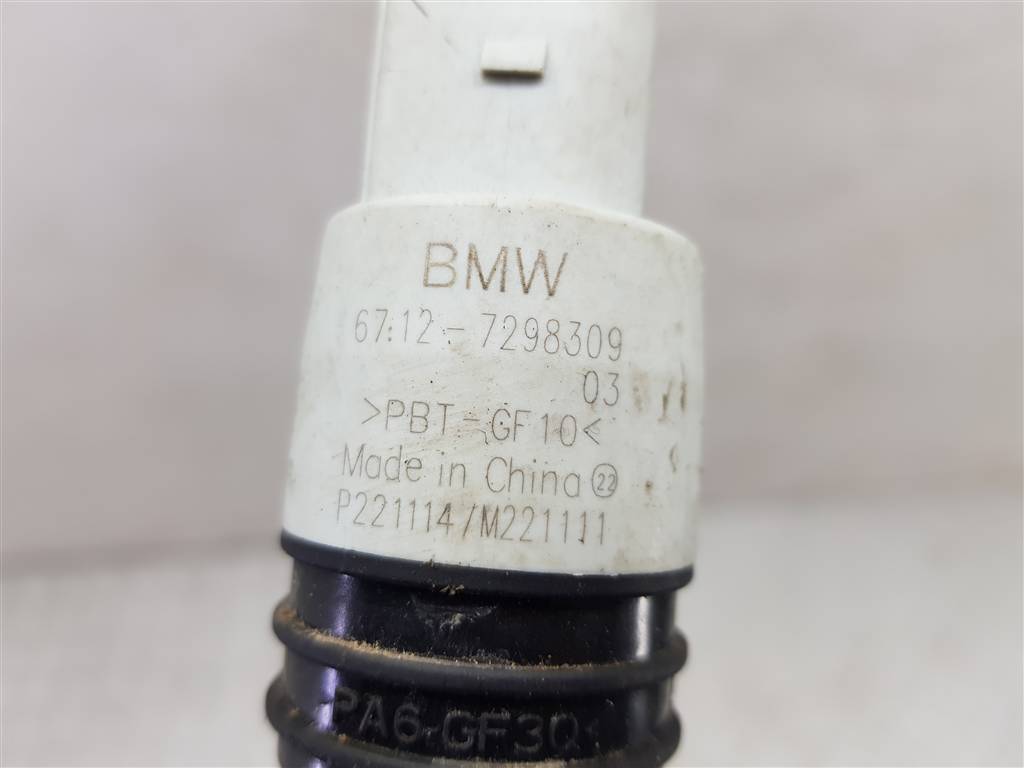 BMW
67:12-7298309
03
>PBT-GF10<
Made in China 22
P221114/M221111
PA6-GF30<